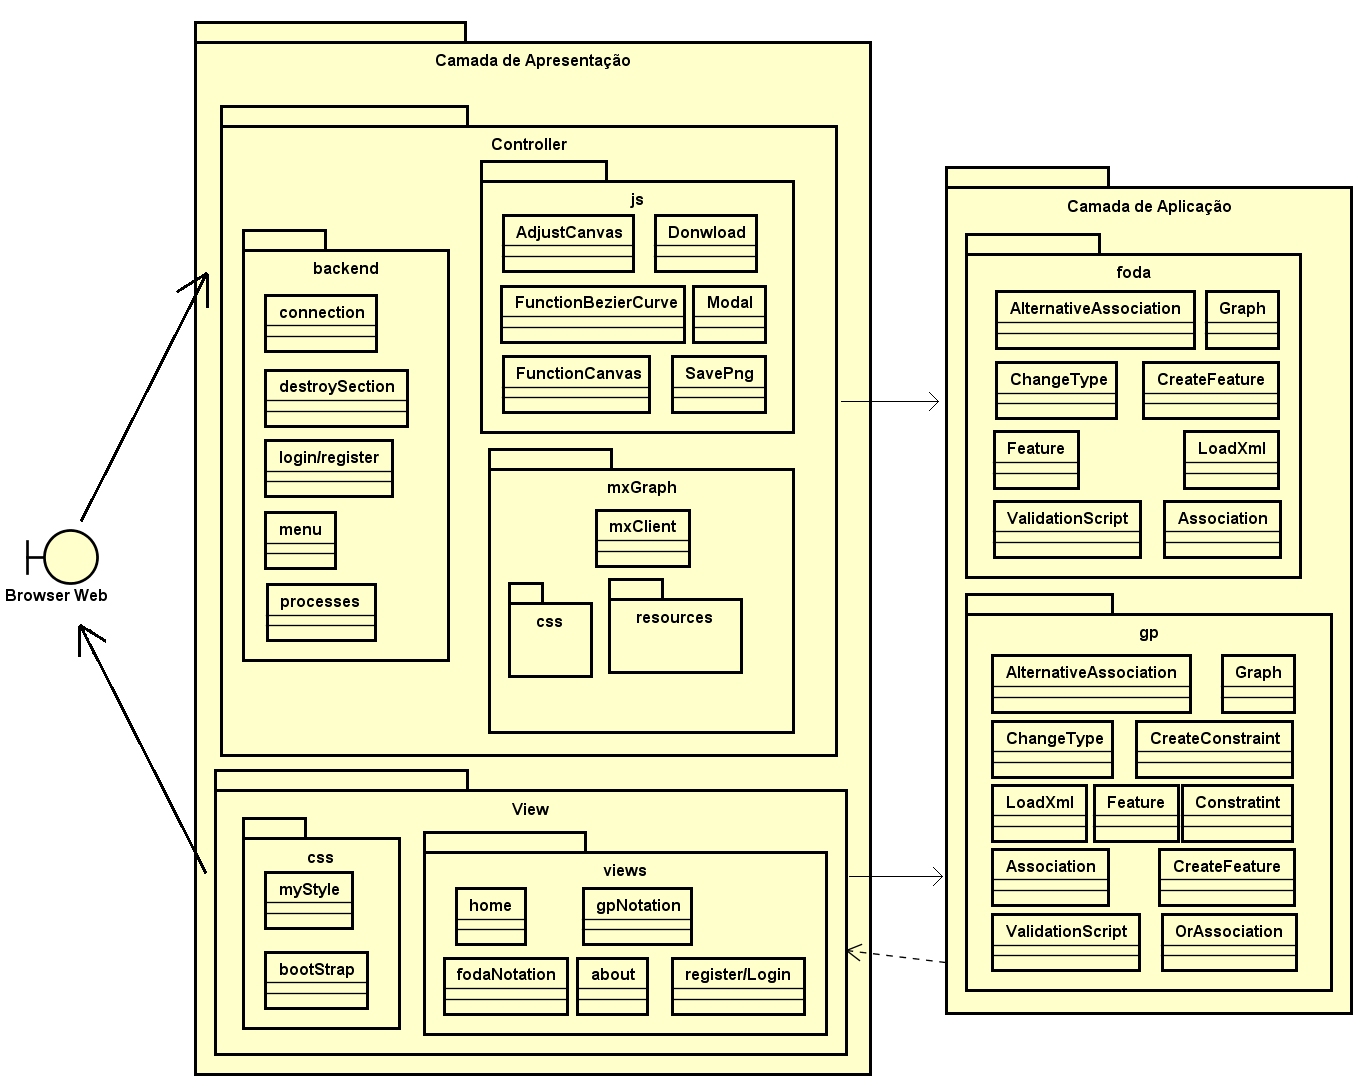 Camada de Apresentação
Controller
js
AdjustCanvas
Donwload
FunctionBezierCurve
Modal
FunctionCanvas
SavePng
backend
connection
destroySection
login/register
menu
processes
mxGraph
mxClient
css
resources
Browser Web
View
css
myStyle
bootStrap
views
home
gpNotation
fodaNotation
about
register/Login
Camada de Aplicação
foda
AlternativeAssociation
Graph
ChangeType
CreateFeature
Feature
LoadXml
ValidationScript
Association
gp
AlternativeAssociation
Graph
ChangeType
CreateConstraint
LoadXml
Feature
Constratint
Association
CreateFeature
ValidationScript
OrAssociation